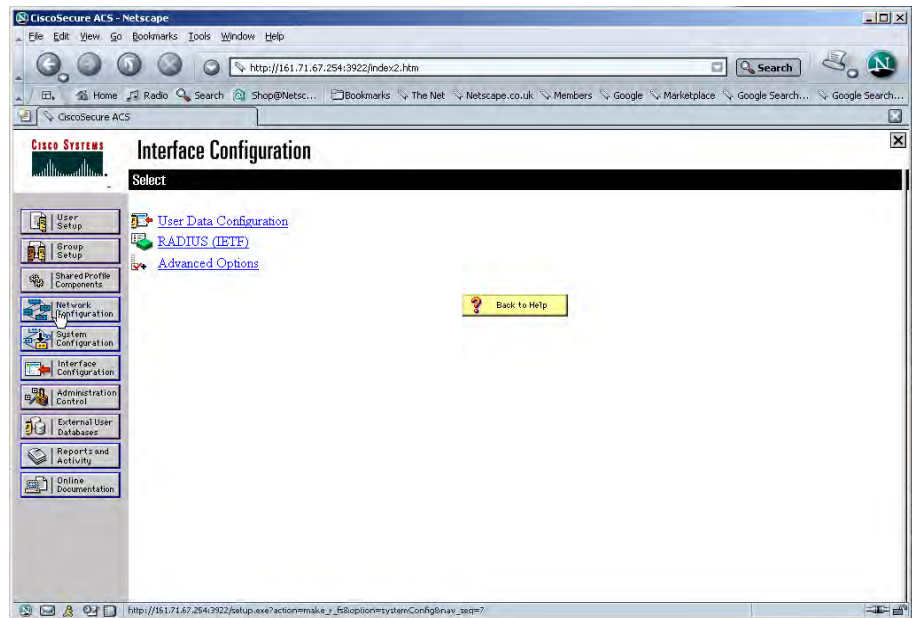 CiscoSecure ACS - Netscape
File Edit View Go Bookmarks Tools Window Help
http://161.71.67.254:3922/index2.htm
Search
Home Radio Search Shop@Netsc... Bookmarks The Net Netscape.co.uk Members Google Marketplace Google Search... Google Search...
CiscoSecure ACS
CISCO SYSTEMS
Interface Configuration
Select
User Setup
Group Setup
Shared Profile Components
Network Configuration
System Configuration
Interface Configuration
Administration Control
External User Databases
Reports and Activity
Online Documentation
User Data Configuration
RADIUS (IETF)
Advanced Options
Back to Help
http://161.71.67.254:3922/setup.exe?action=make_r_fs&option=systemConfig&nav_seq=7